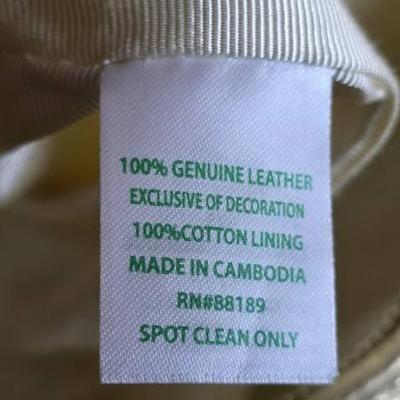 100% GENUINE LEATHER
EXCLUSIVE OF DECORATION
100%COTTON LINING
MADE IN CAMBODIA
RN#88189
SPOT CLEAN ONLY